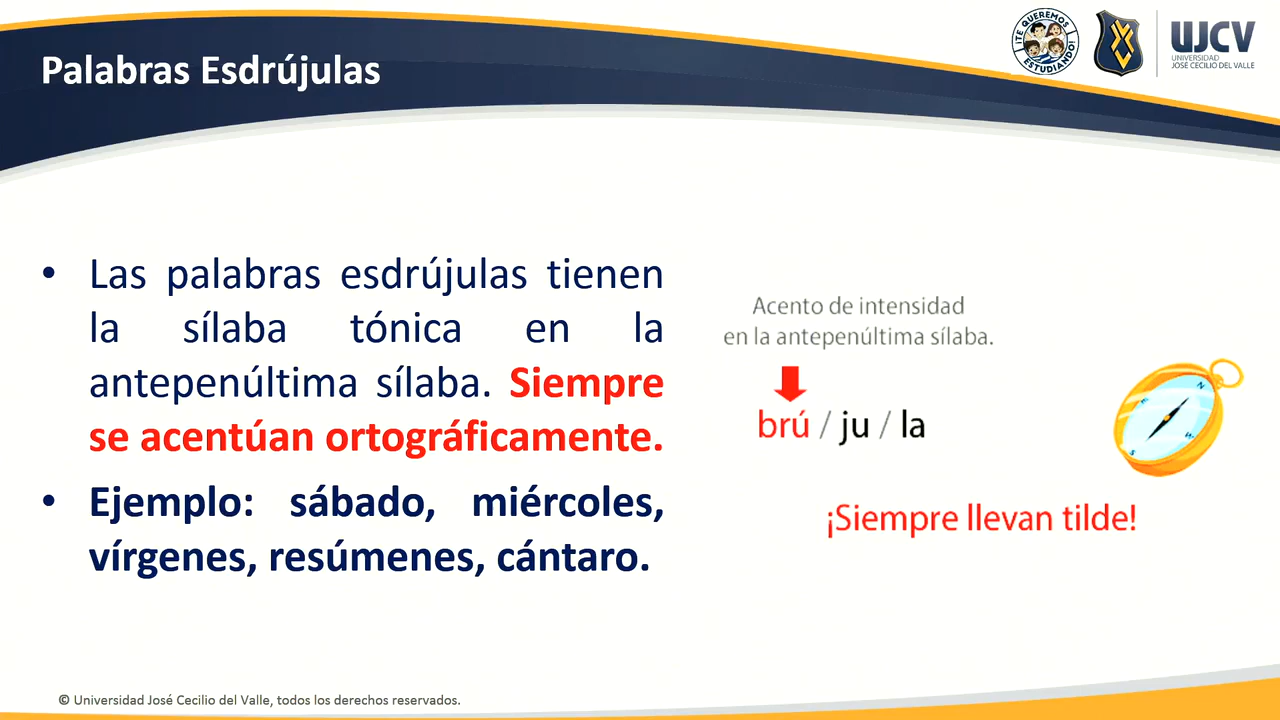 Palabras Esdrújulas
¡TE QUEREMOS
ESTUDIANDO!
UJCV
UNIVERSIDAD
JOSÉ CECILIO DEL VALLE
• Las palabras esdrújulas tienen
la sílaba tónica en la
antepenúltima sílaba. Siempre
se acentúan ortográficamente.
• Ejemplo: sábado, miércoles,
vírgenes, resúmenes, cántaro.
Acento de intensidad
en la antepenúltima sílaba.
brú / ju / la
N
S
¡Siempre llevan tilde!
© Universidad José Cecilio del Valle, todos los derechos reservados.